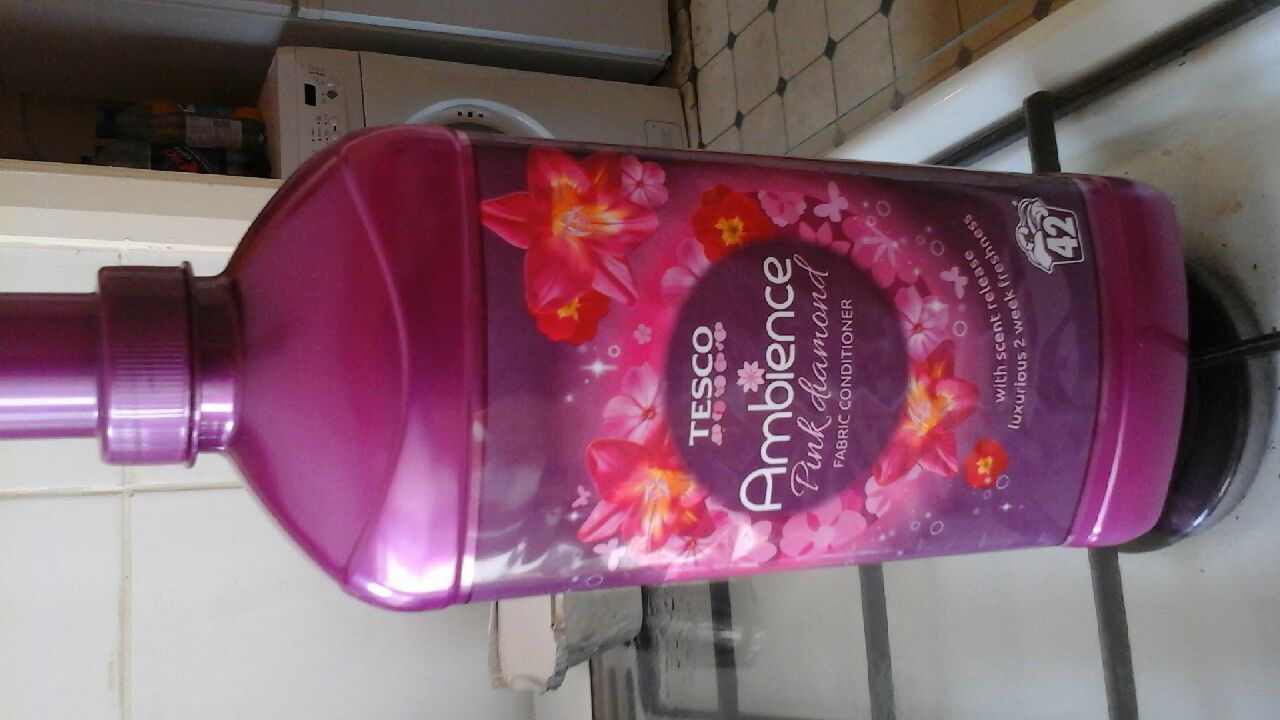 TESCO
Ambience
Pink diamond
FABRIC CONDITIONER
with scent release
luxurious 2 week freshness
42